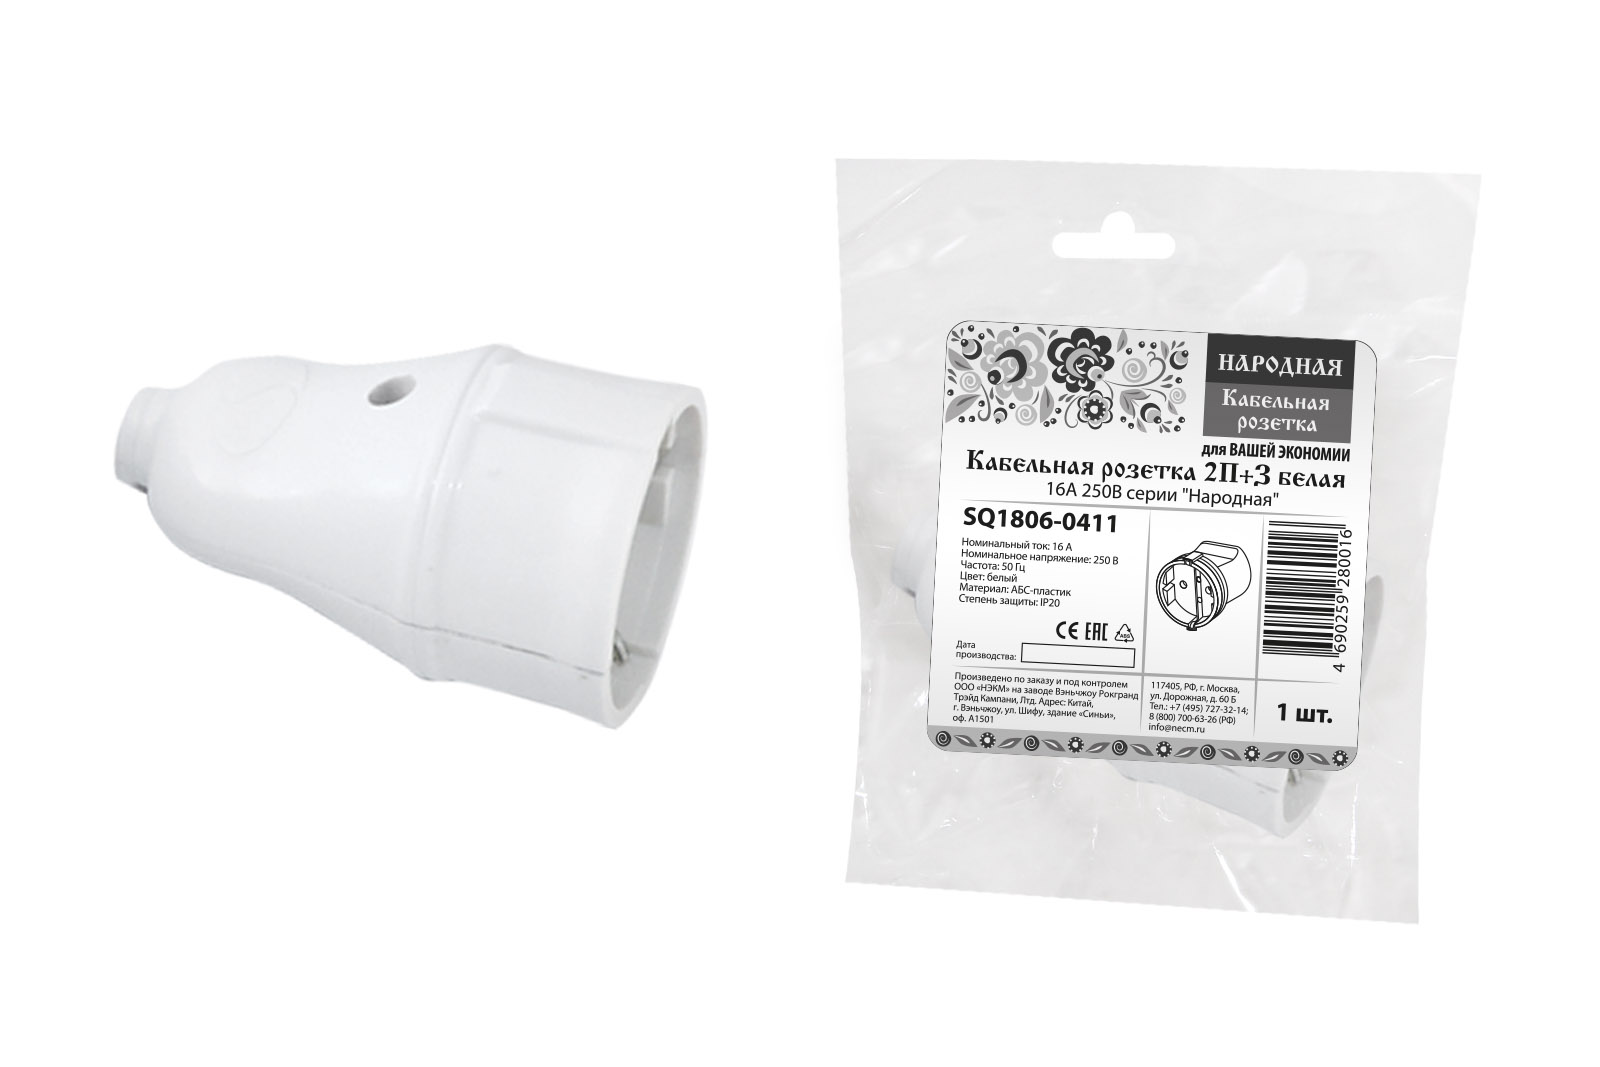 НАРОДНАЯ
Кабельная
розетка
для ВАШЕЙ ЭКОНОМИИ
Кабельная розетка 2П+З белая
16А 250В серии "Народная"
SQ1806-0411
Номинальный ток: 16 А
Номинальное напряжение: 250 В
Частота: 50 Гц
Цвет: белый
Материал: АБС-пластик
Степень защиты: IP20
CE EAC ABS
Дата
производства:
4 690259 280016
Произведено по заказу и под контролем
ООО «НЭКМ» на заводе Вэньчжоу Рокгранд
Трэйд Кампани, Лтд. Адрес: Китай,
г. Вэньчжоу, ул. Шифу, здание «Синьи»,
оф. А1501
117405, РФ, г. Москва,
ул. Дорожная, д. 60 Б
Тел.: +7 (495) 727-32-14;
8 (800) 700-63-26 (РФ)
info@necm.ru
1 шт.